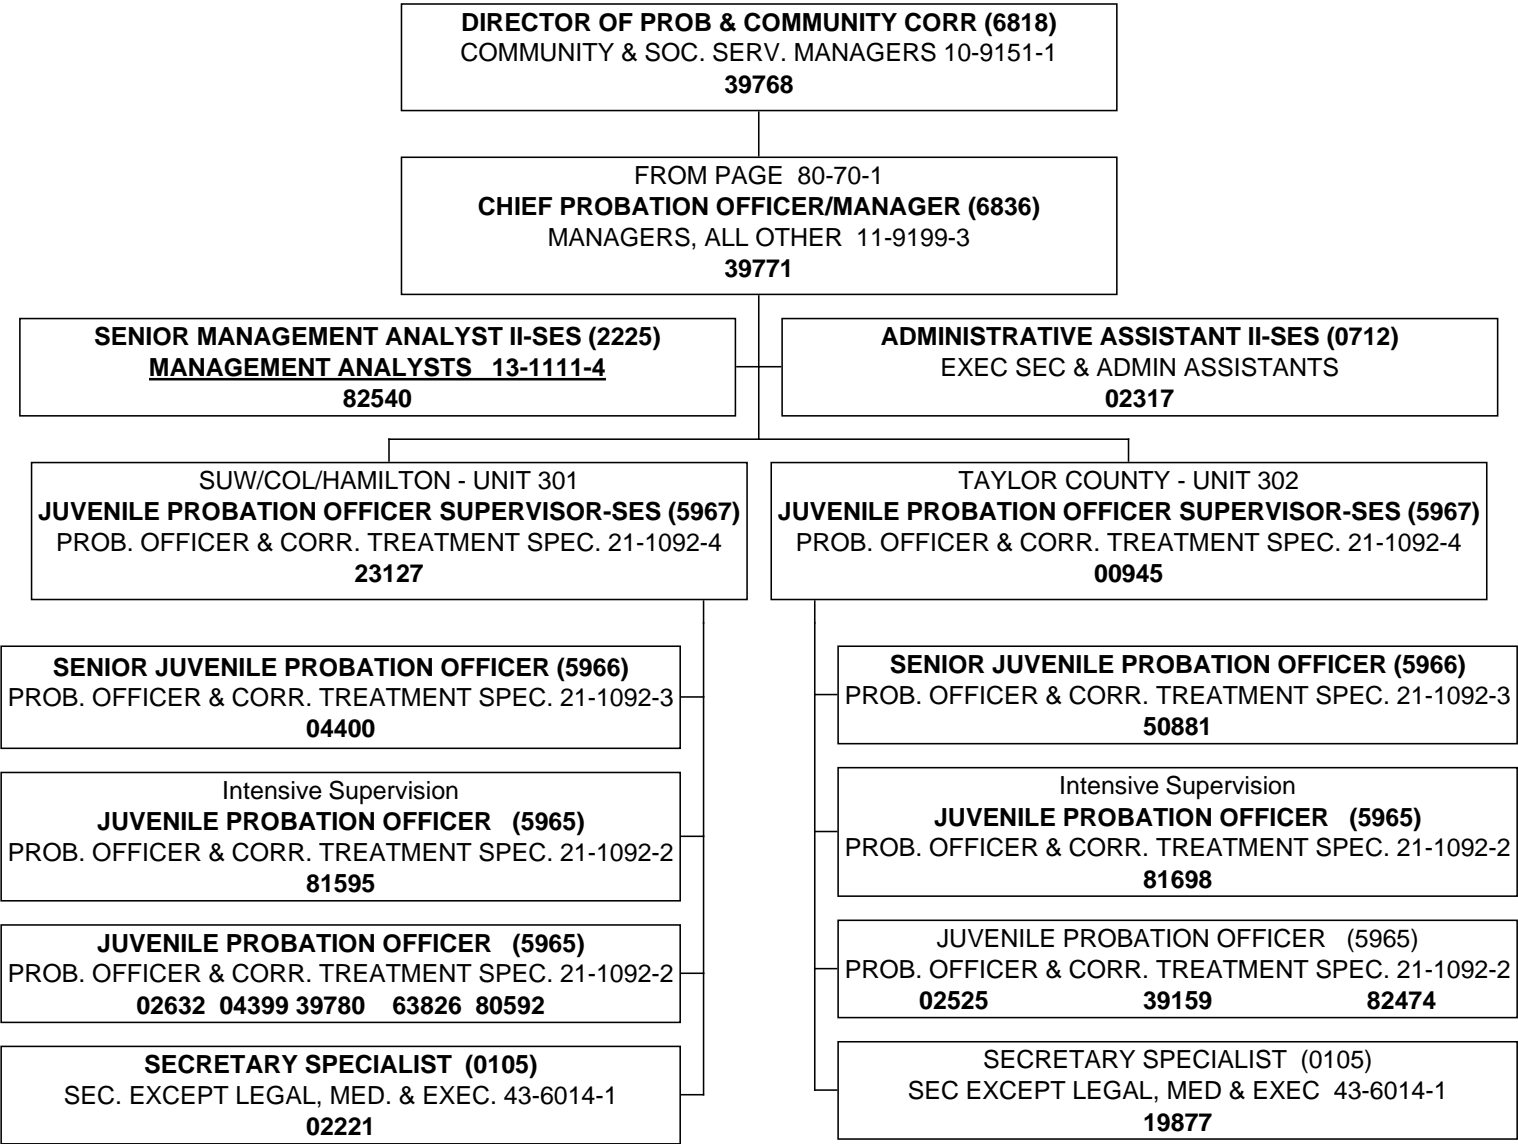 DIRECTOR OF PROB & COMMUNITY CORR (6818)
COMMUNITY & SOC. SERV. MANAGERS 10-9151-1
39768
FROM PAGE 80-70-1
CHIEF PROBATION OFFICER/MANAGER (6836)
MANAGERS, ALL OTHER 11-9199-3
39771
SENIOR MANAGEMENT ANALYST II-SES (2225)
MANAGEMENT ANALYSTS 13-1111-4
82540
ADMINISTRATIVE ASSISTANT II-SES (0712)
EXEC SEC & ADMIN ASSISTANTS
02317
SUW/COL/HAMILTON - UNIT 301
JUVENILE PROBATION OFFICER SUPERVISOR-SES (5967)
PROB. OFFICER & CORR. TREATMENT SPEC. 21-1092-4
23127
TAYLOR COUNTY - UNIT 302
JUVENILE PROBATION OFFICER SUPERVISOR-SES (5967)
PROB. OFFICER & CORR. TREATMENT SPEC. 21-1092-4
00945
SENIOR JUVENILE PROBATION OFFICER (5966)
PROB. OFFICER & CORR. TREATMENT SPEC. 21-1092-3
04400
Intensive Supervision
JUVENILE PROBATION OFFICER (5965)
PROB. OFFICER & CORR. TREATMENT SPEC. 21-1092-2
81595
JUVENILE PROBATION OFFICER (5965)
PROB. OFFICER & CORR. TREATMENT SPEC. 21-1092-2
02632 04399 39780 63826 80592
SECRETARY SPECIALIST (0105)
SEC. EXCEPT LEGAL, MED. & EXEC. 43-6014-1
02221
SENIOR JUVENILE PROBATION OFFICER (5966)
PROB. OFFICER & CORR. TREATMENT SPEC. 21-1092-3
50881
Intensive Supervision
JUVENILE PROBATION OFFICER (5965)
PROB. OFFICER & CORR. TREATMENT SPEC. 21-1092-2
81698
JUVENILE PROBATION OFFICER (5965)
PROB. OFFICER & CORR. TREATMENT SPEC. 21-1092-2
02525 39159 82474
SECRETARY SPECIALIST (0105)
SEC EXCEPT LEGAL, MED & EXEC 43-6014-1
19877